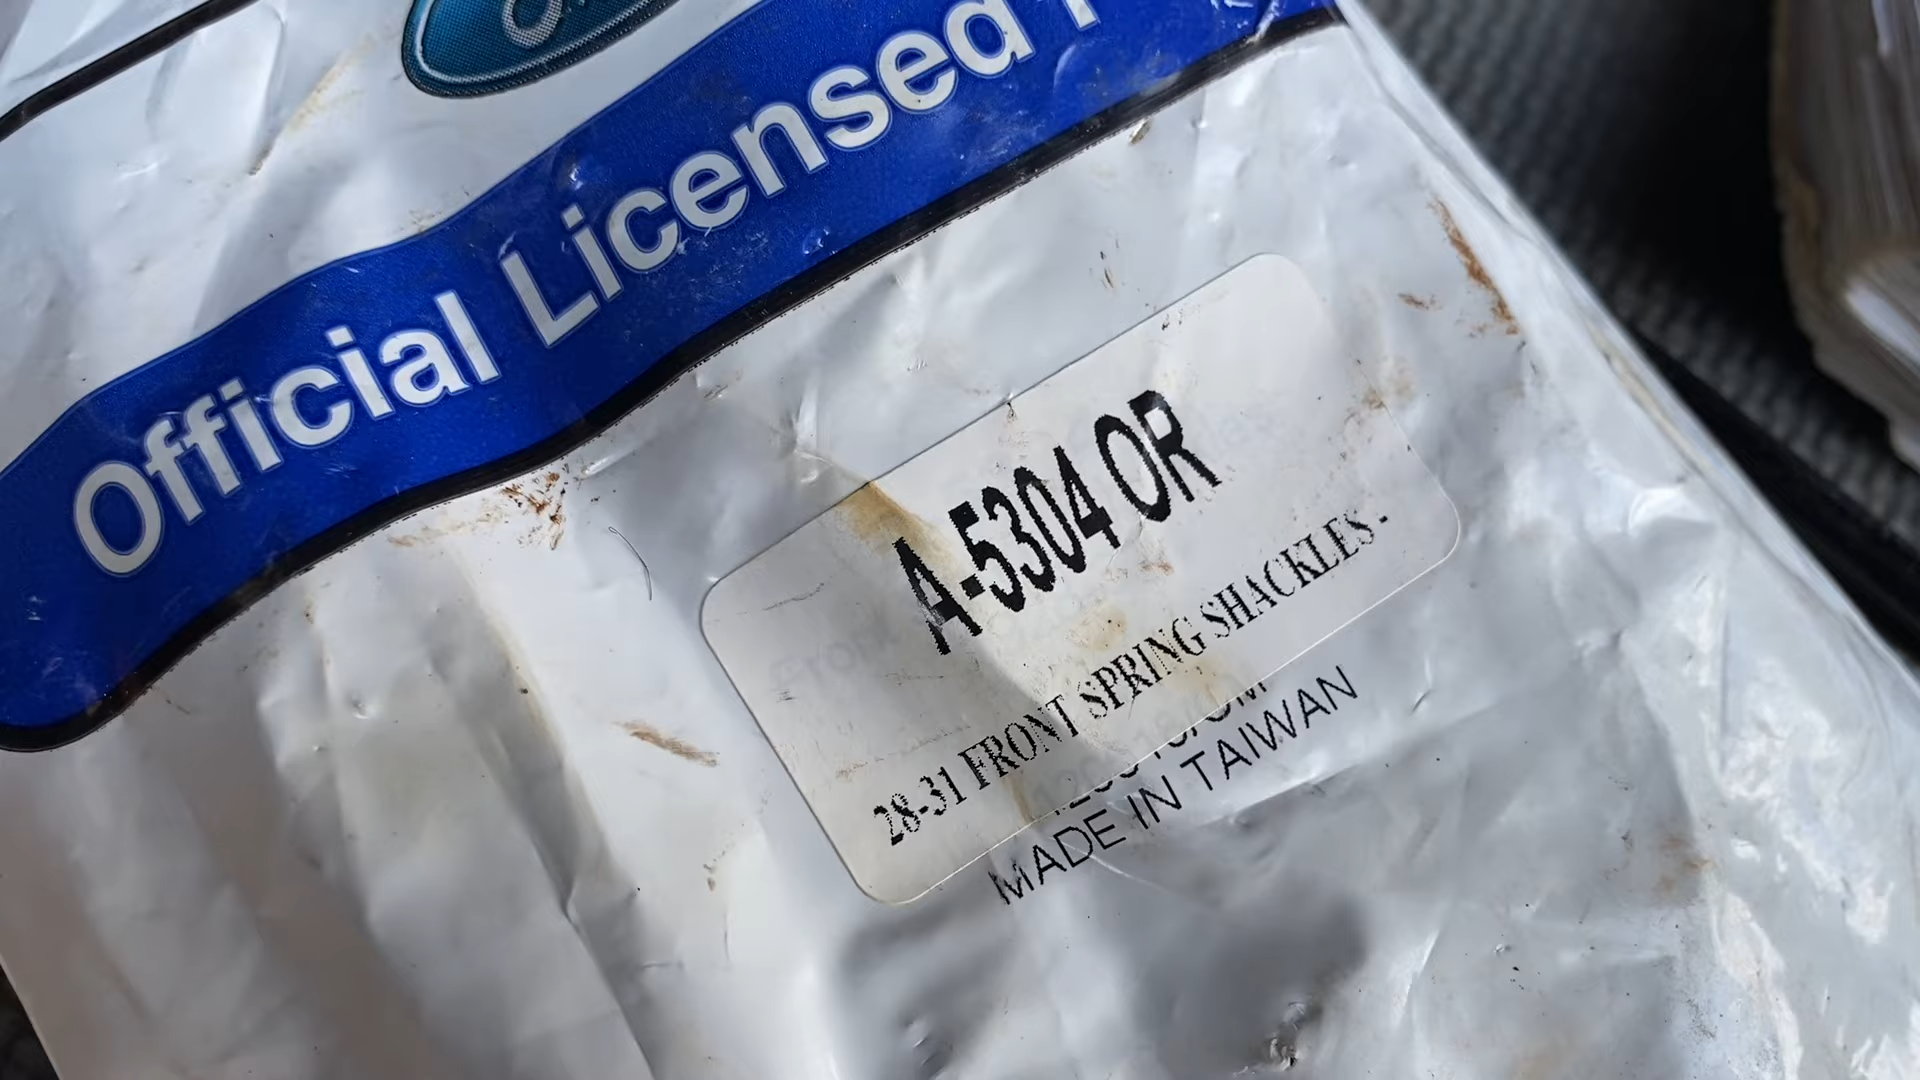 Official Licensed
A-5304 OR
28-31 FRONT SPRING SHACKLES-
MADE IN TAIWAN